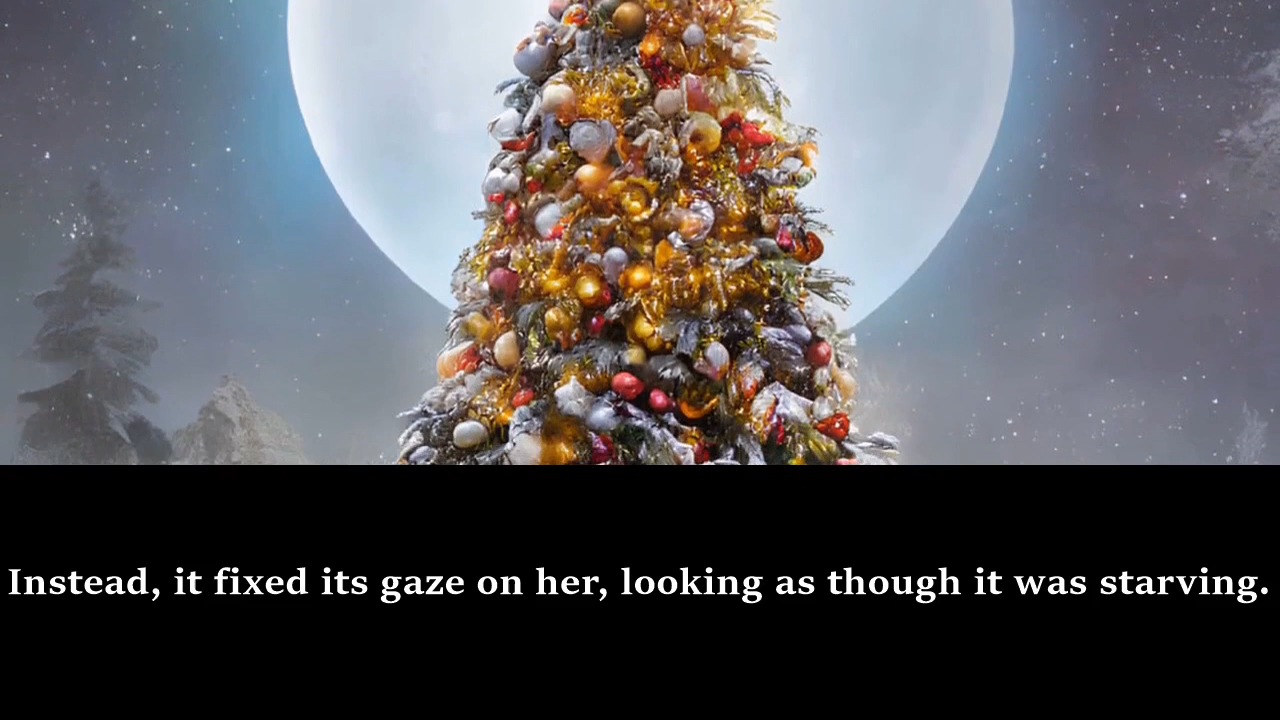 Instead, it fixed its gaze on her, looking as though it was starving.